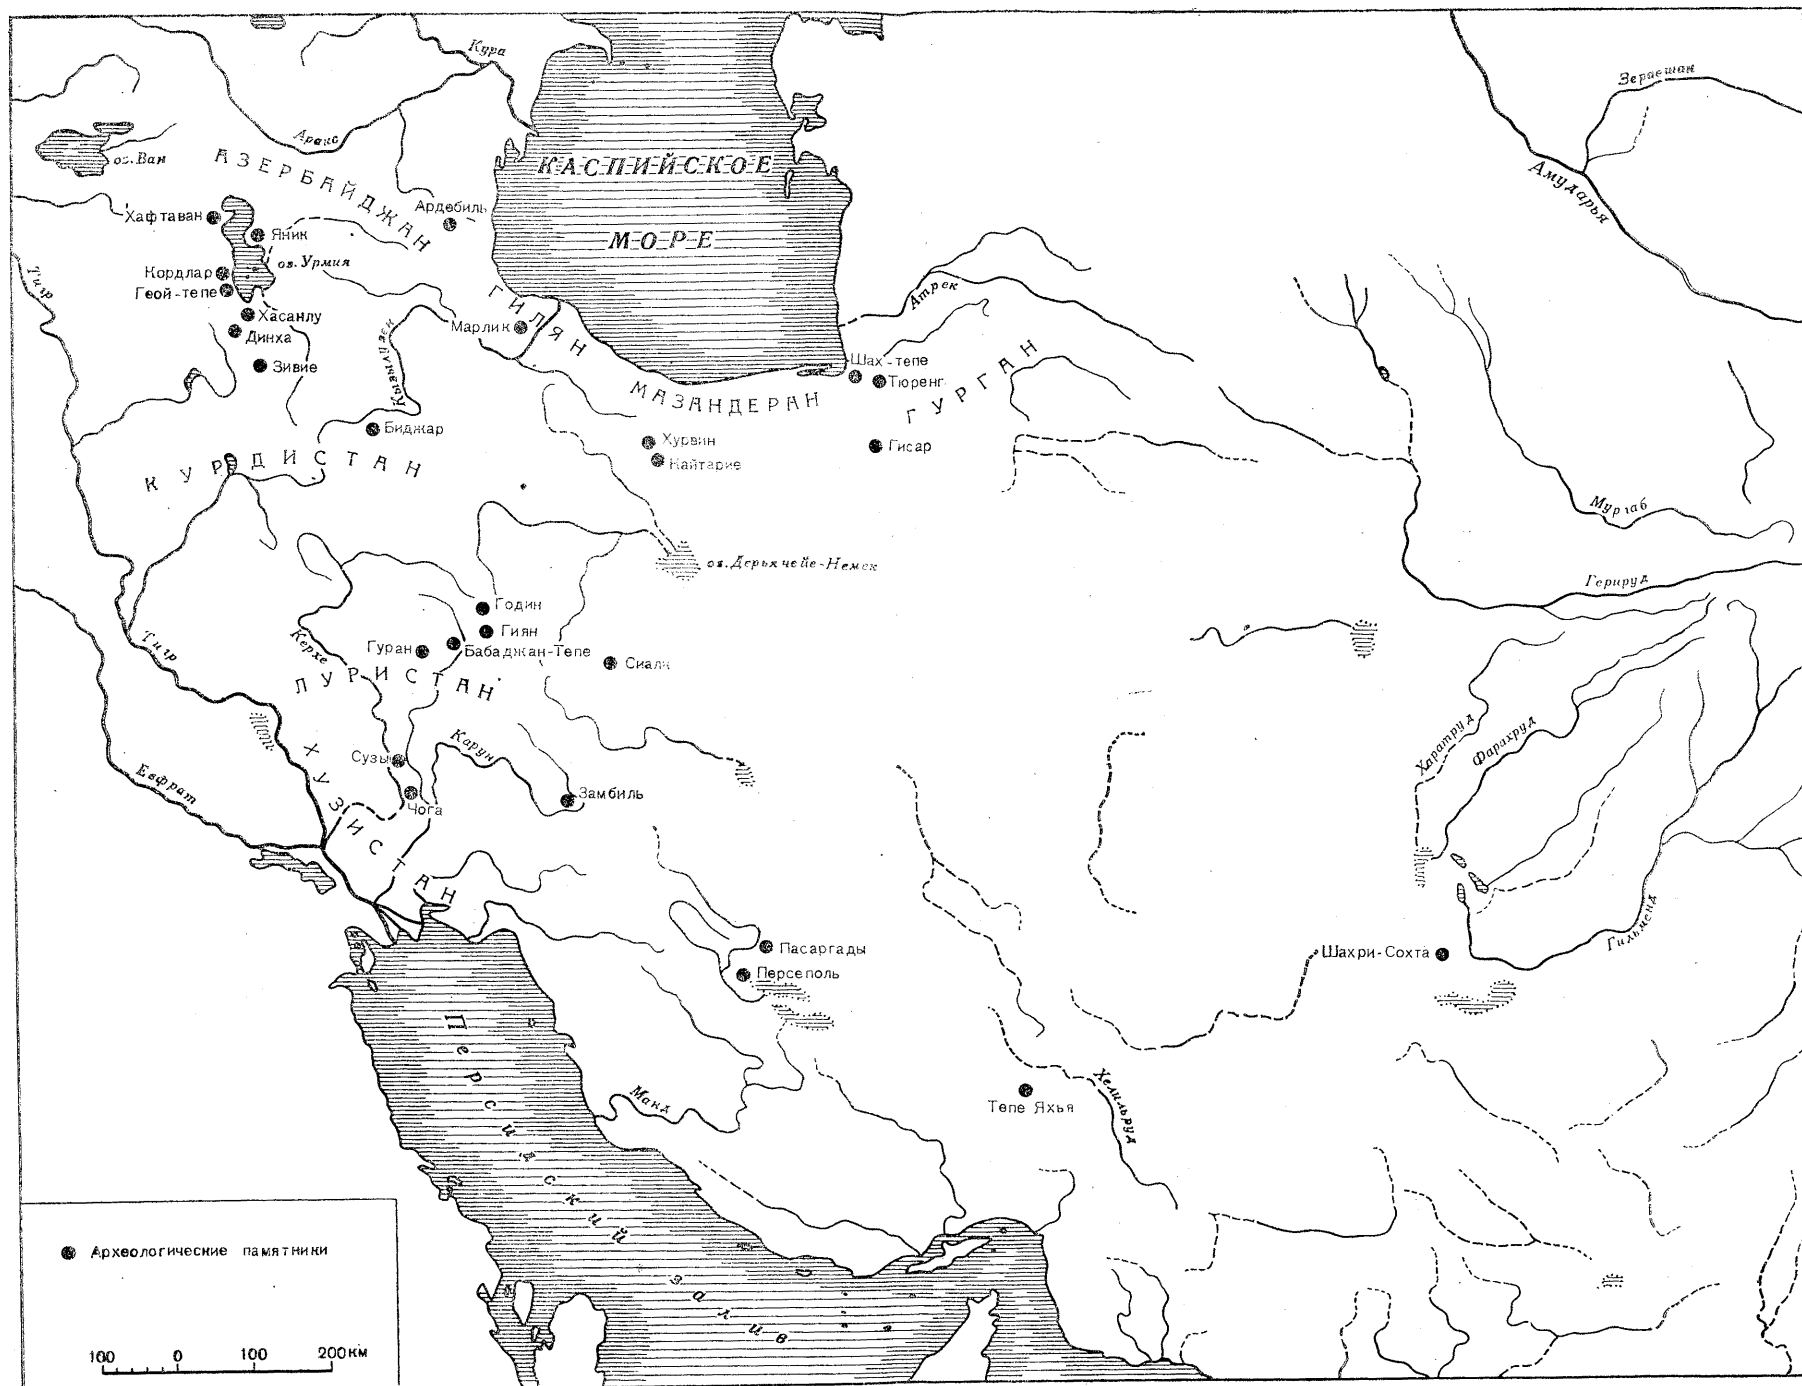 Кура
Зеравшан
Аракс
оз. Ван
АЗЕРБАЙДЖАН
КАСПИЙСКОЕ
МОРЕ
Амударья
Хафтаван
Ардебиль
Яник
оз. Урмия
Тигр
Кордлар
Геой-тепе
Хасанлу
Динха
Зивие
ГИЛЯН
Марлик
Кызылузен
Атрек
Шах-тепе
Тюренг
ГУРГАН
МАЗАНДЕРАН
Биджар
Хурвин
Кайтарие
Гисар
КУРДИСТАН
Мургаб
оз. Дерьхчейе-Немек
Герируд
Годин
Гиян
Керхе
Тигр
Гуран
Бабаджан-Тепе
Сиалк
ЛУРИСТАН
Харатруд
Фарахруд
Карун
Сузы
ХУЗИСТАН
Евфрат
Замбиль
Чога
Гильменд
Пасаргады
Персеполь
Шахри-Сохта
Персидский залив
Манд
Хелильруд
Тепе Яхья
Археологические памятники
100 0 100 200км